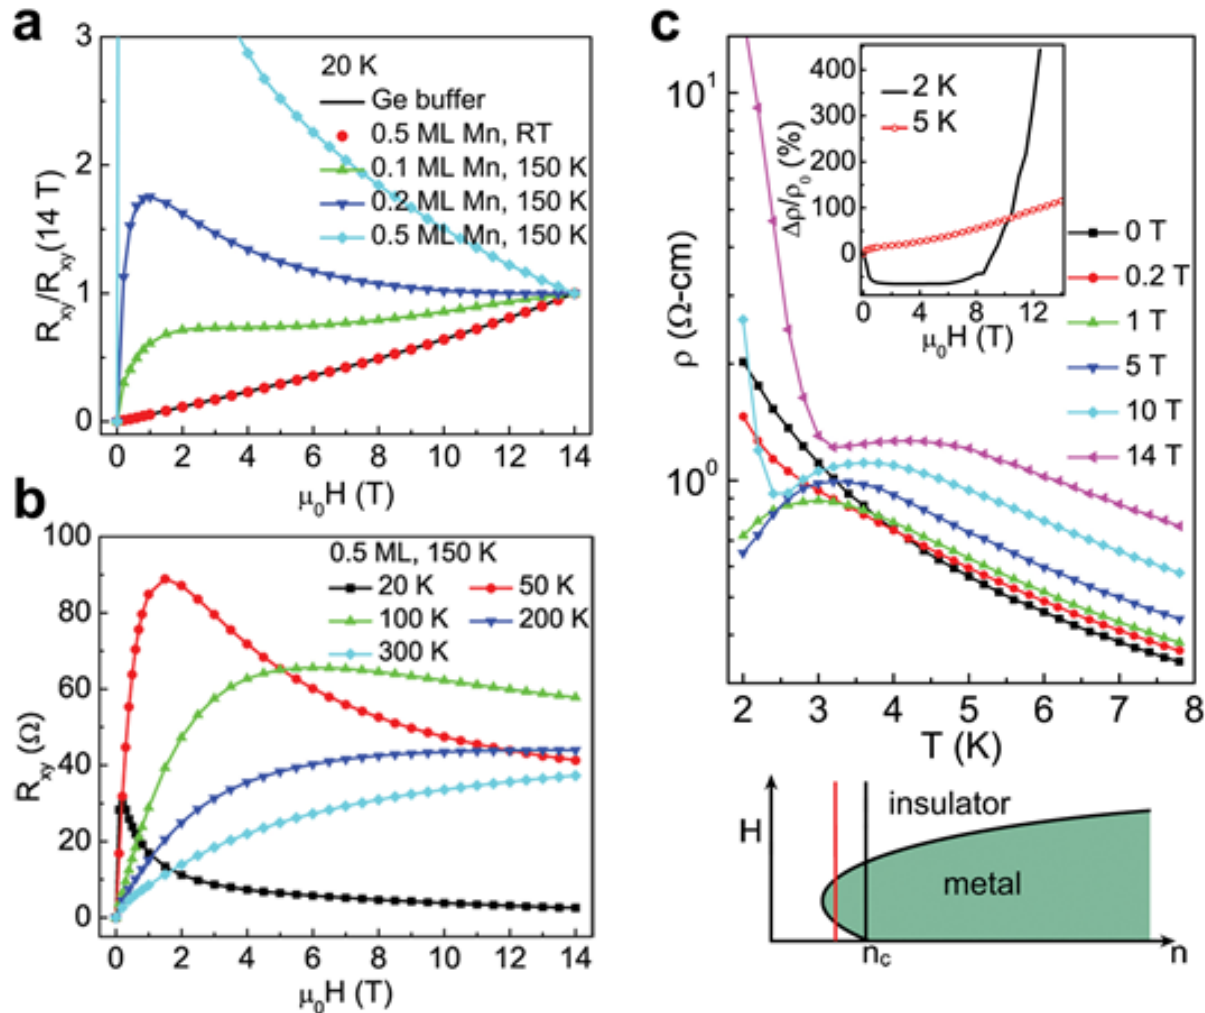 a
3
2
1
0
R_xy/R_xy(14 T)
20 K
Ge buffer
0.5 ML Mn, RT
0.1 ML Mn, 150 K
0.2 ML Mn, 150 K
0.5 ML Mn, 150 K
0 2 4 6 8 10 12 14
μ₀H (T)
b
100
80
60
40
20
0
R_xy (Ω)
0.5 ML, 150 K
20 K 50 K
100 K 200 K
300 K
0 2 4 6 8 10 12 14
μ₀H (T)
c
10¹
10⁰
ρ (Ω-cm)
400
300
200
100
0
Δρ/ρ₀ (%)
2 K
5 K
0 4 8 12
μ₀H (T)
0 T
0.2 T
1 T
5 T
10 T
14 T
2 3 4 5 6 7 8
T (K)
H
insulator
metal
n_c
n